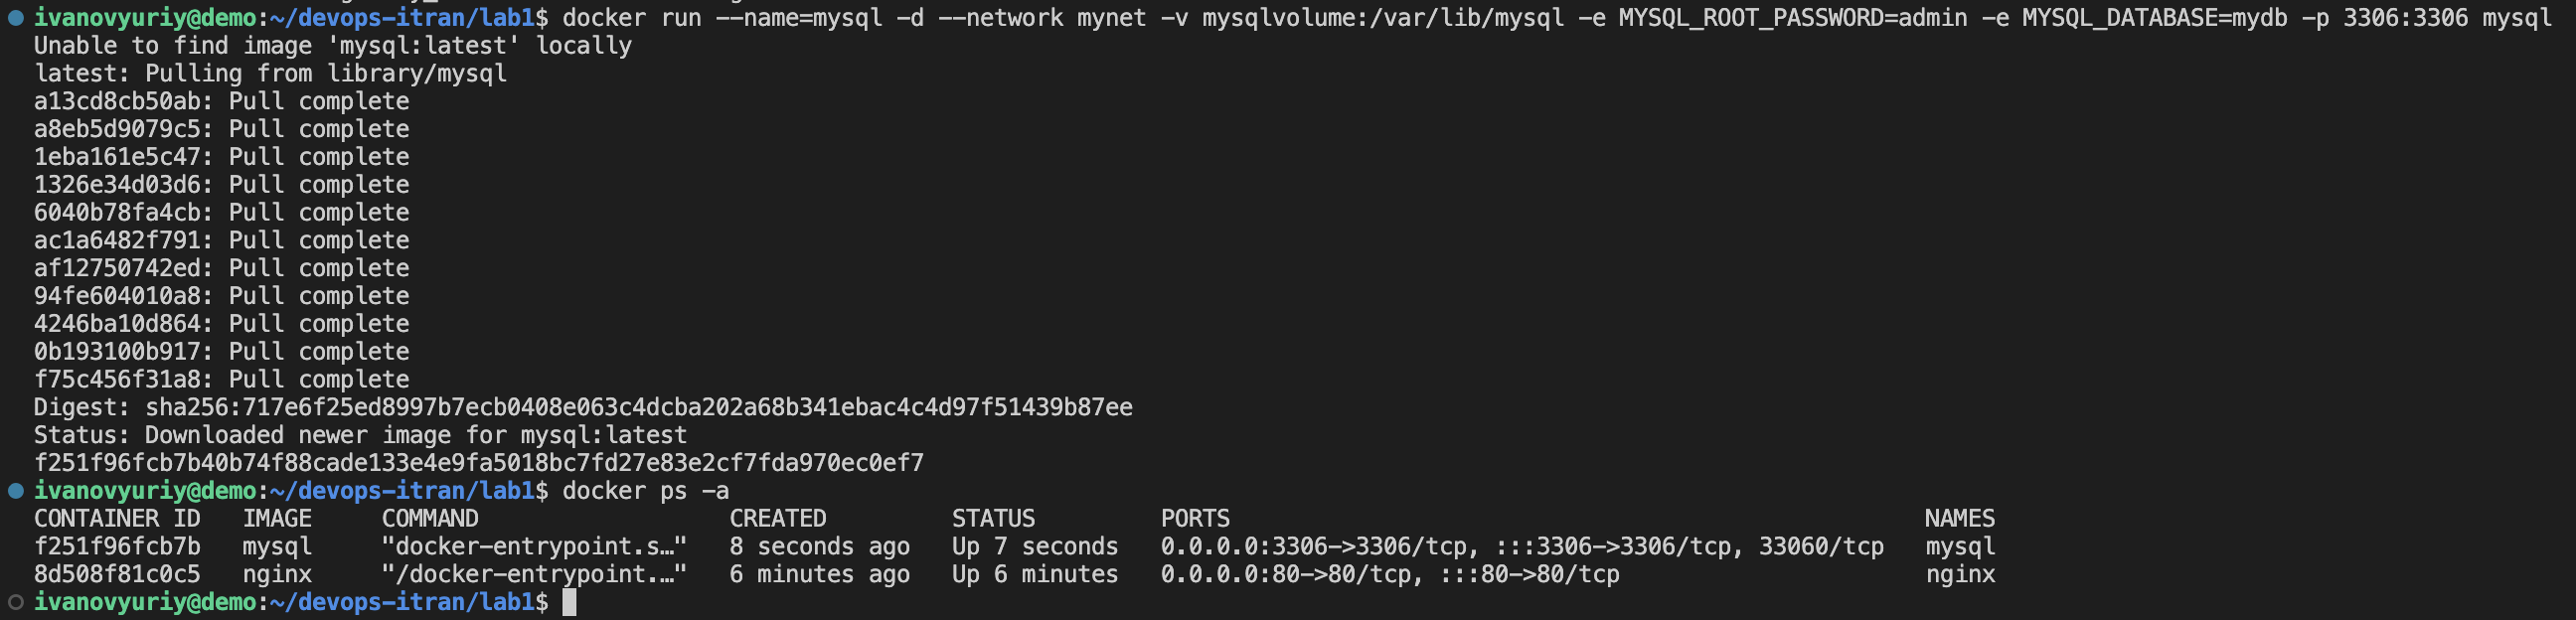 ivanovyuriy@demo:~/devops-itran/lab1$ docker run --name=mysql -d --network mynet -v mysqlvolume:/var/lib/mysql -e MYSQL_ROOT_PASSWORD=admin -e MYSQL_DATABASE=mydb -p 3306:3306 mysql
Unable to find image 'mysql:latest' locally
latest: Pulling from library/mysql
a13cd8cb50ab: Pull complete
a8eb5d9079c5: Pull complete
1eba161e5c47: Pull complete
1326e34d03d6: Pull complete
6040b78fa4cb: Pull complete
ac1a6482f791: Pull complete
af12750742ed: Pull complete
94fe604010a8: Pull complete
4246ba10d864: Pull complete
0b193100b917: Pull complete
f75c456f31a8: Pull complete
Digest: sha256:717e6f25ed8997b7ecb0408e063c4dcba202a68b341ebac4c4d97f51439b87ee
Status: Downloaded newer image for mysql:latest
f251f96fcb7b40b74f88cade133e4e9fa5018bc7fd27e83e2cf7fda970ec0ef7
ivanovyuriy@demo:~/devops-itran/lab1$ docker ps -a
CONTAINER ID   IMAGE     COMMAND                  CREATED         STATUS         PORTS                                                  NAMES
f251f96fcb7b   mysql     "docker-entrypoint.s…"   8 seconds ago   Up 7 seconds   0.0.0.0:3306->3306/tcp, :::3306->3306/tcp, 33060/tcp   mysql
8d508f81c0c5   nginx     "/docker-entrypoint.…"   6 minutes ago   Up 6 minutes   0.0.0.0:80->80/tcp, :::80->80/tcp                      nginx
ivanovyuriy@demo:~/devops-itran/lab1$